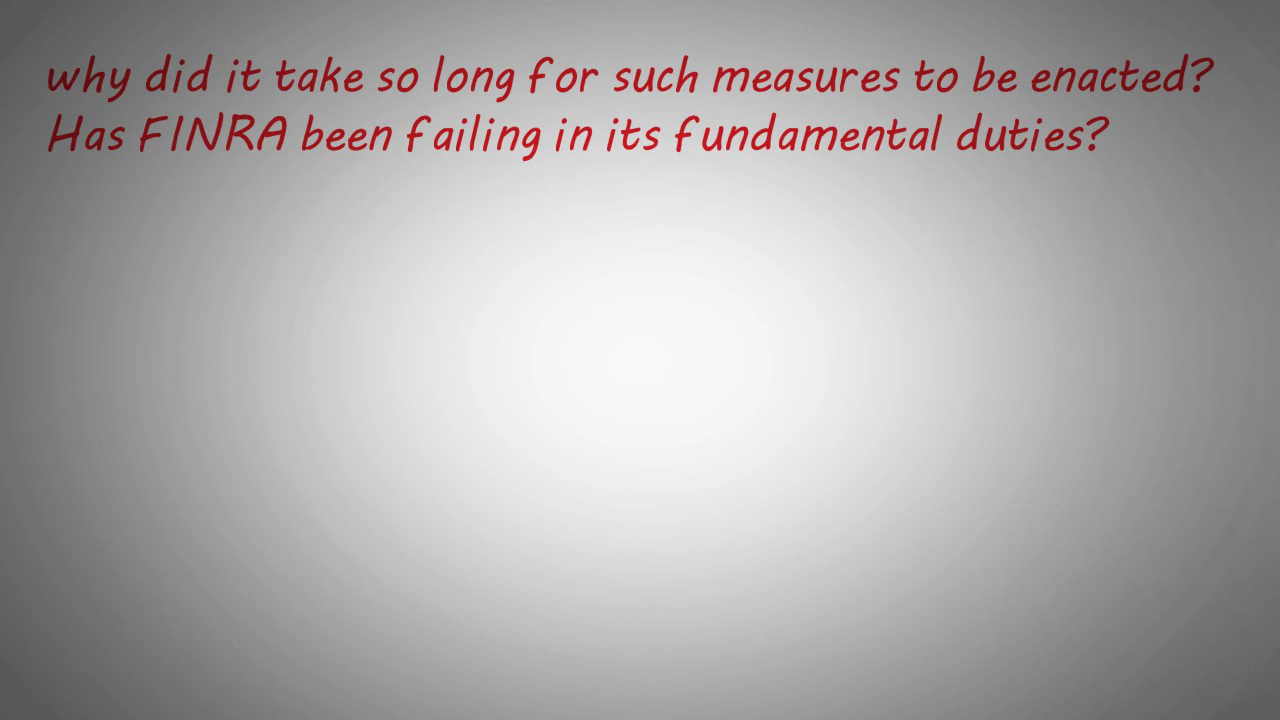 why did it take so long for such measures to be enacted?
Has FINRA been failing in its fundamental duties?